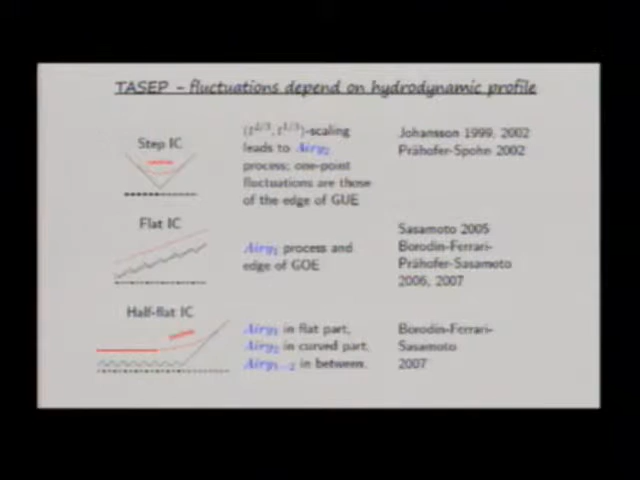 TASEP – fluctuations depend on hydrodynamic profile
Step IC
(t^{2/3}, t^{1/3})-scaling
leads to Airy₂
process; one-point
fluctuations are those
of the edge of GUE
Johansson 1999, 2002
Prähofer-Spohn 2002
Flat IC
Airy₁ process and
edge of GOE
Sasamoto 2005
Borodin-Ferrari-
Prähofer-Sasamoto
2006, 2007
Half-flat IC
Airy₁ in flat part,
Airy₂ in curved part,
Airy₁→₂ in between.
Borodin-Ferrari-
Sasamoto
2007